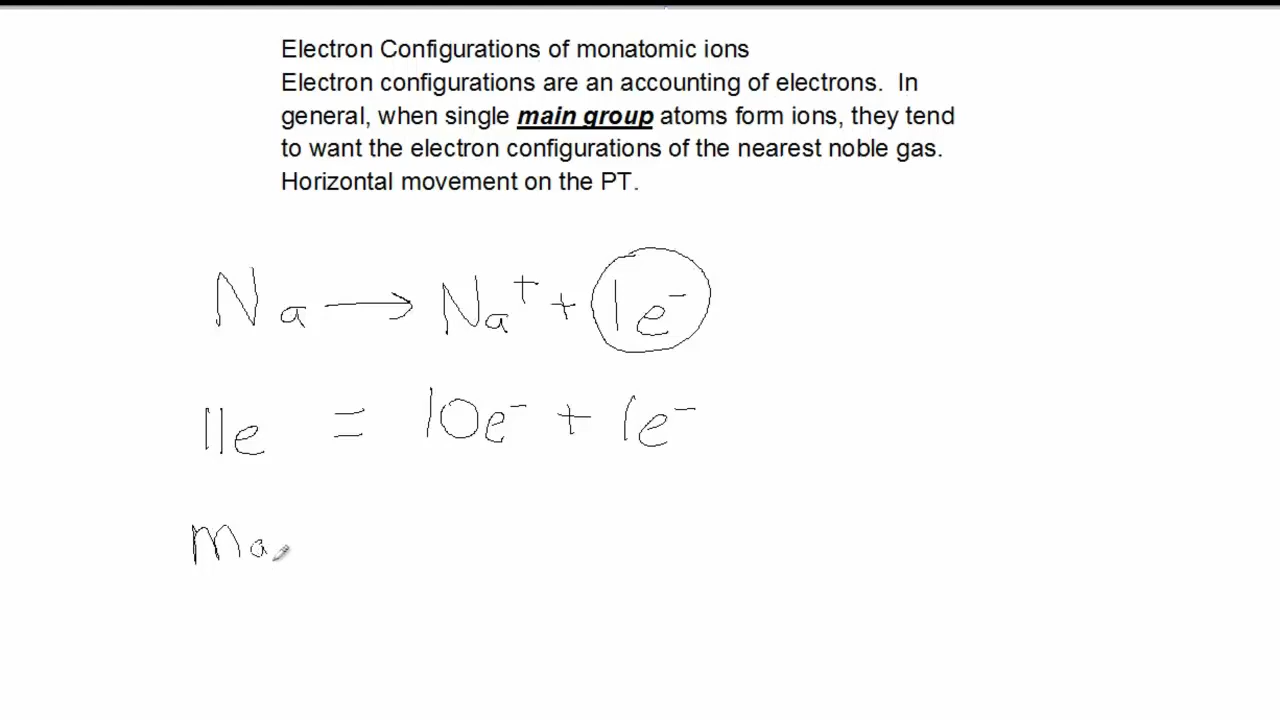 Electron Configurations of monatomic ions
Electron configurations are an accounting of electrons. In
general, when single main group atoms form ions, they tend
to want the electron configurations of the nearest noble gas.
Horizontal movement on the PT.
Na → Na⁺ + 1e⁻
11e = 10e⁻ + 1e⁻
Ma